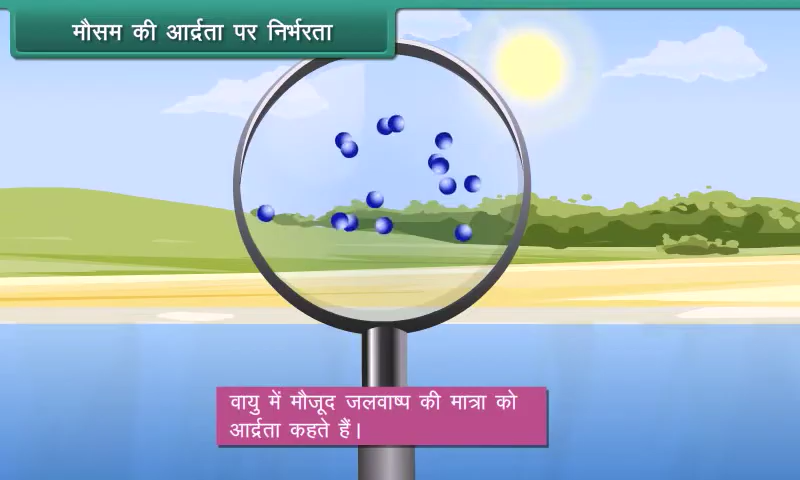 मौसम की आर्द्रता पर निर्भरता
वायु में मौजूद जलवाष्प की मात्रा को
आर्द्रता कहते हैं।